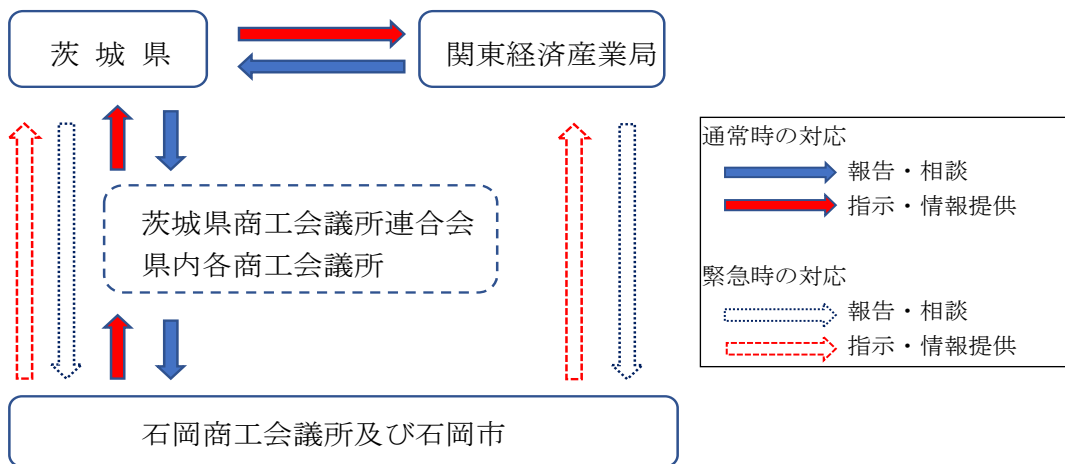 茨 城 県
関東経済産業局
茨城県商工会議所連合会
県内各商工会議所
石岡商工会議所及び石岡市
通常時の対応
報告・相談
指示・情報提供
緊急時の対応
報告・相談
指示・情報提供